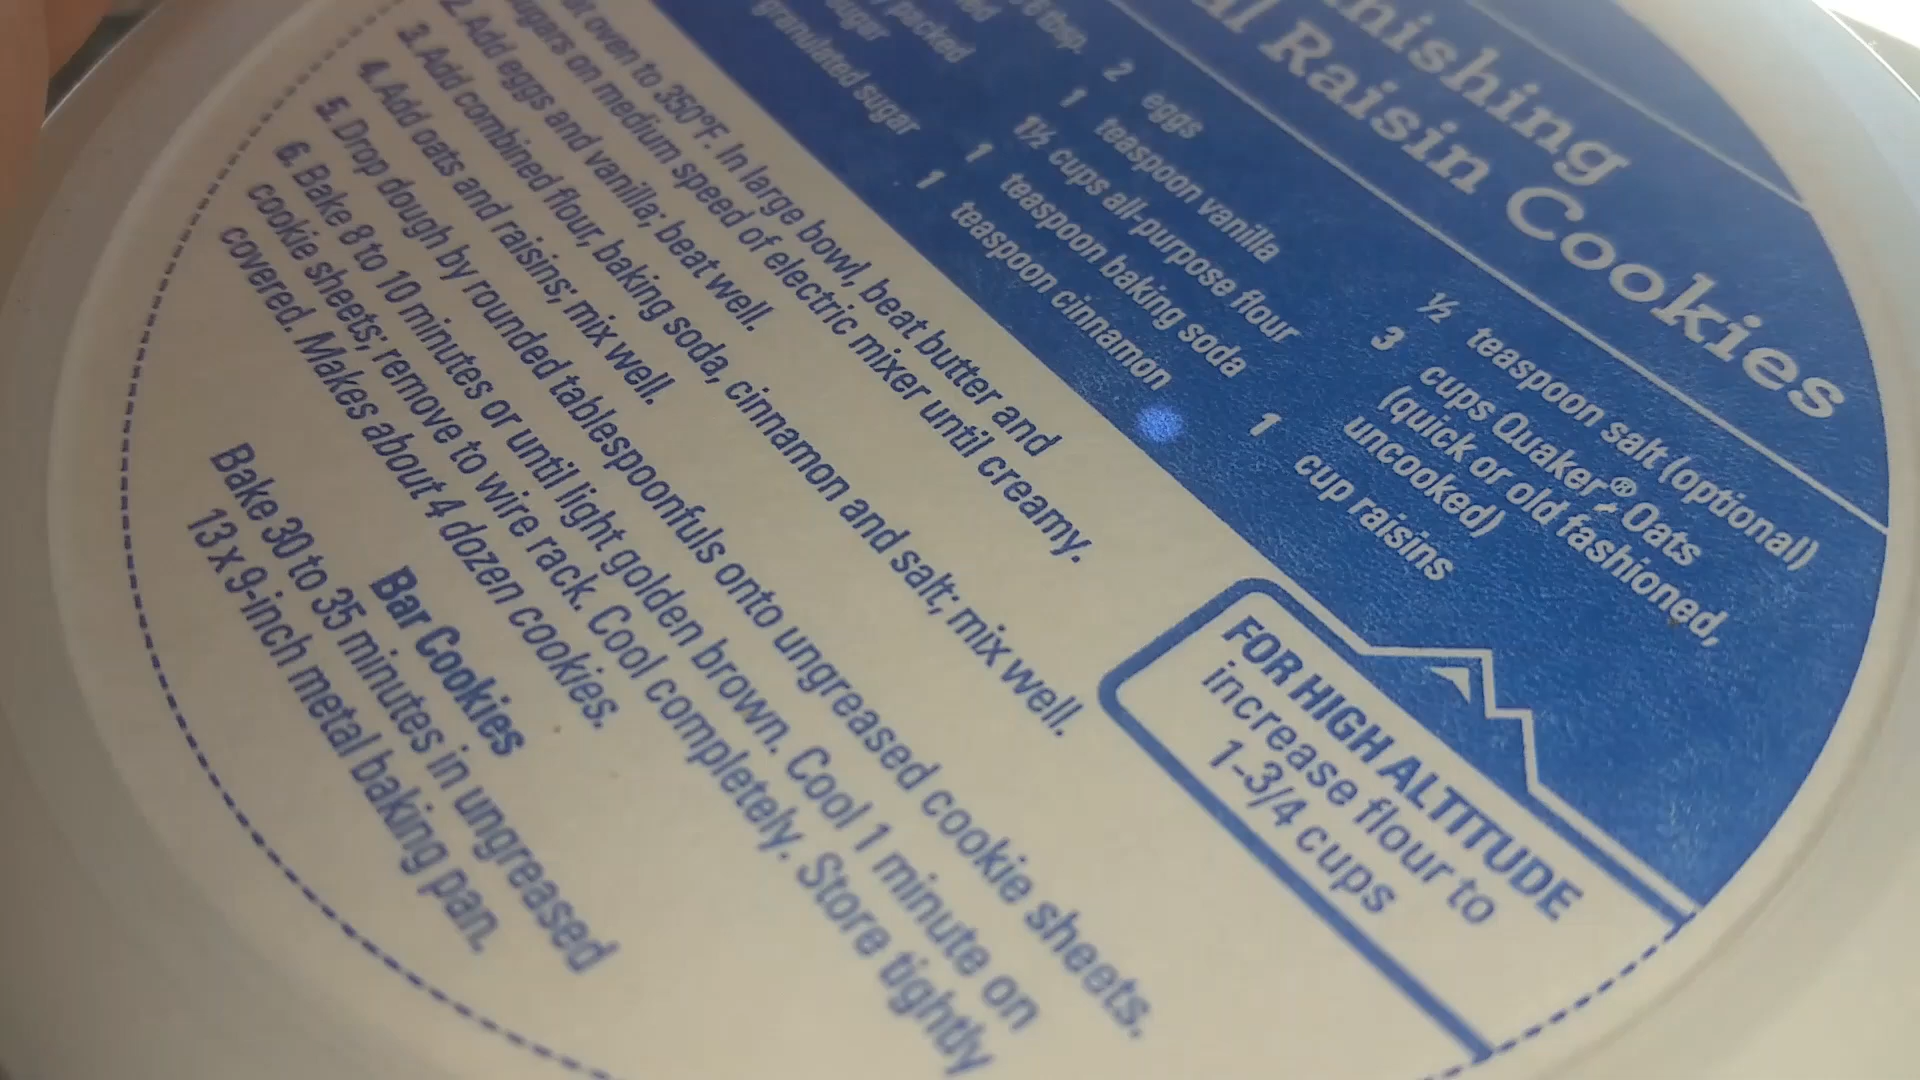 nishing
Raisin Cookies
6 tbsp.
packed
sugar
granulated sugar
2 eggs
1 teaspoon vanilla
1½ cups all-purpose flour
1 teaspoon baking soda
1 teaspoon cinnamon
½ teaspoon salt (optional)
3 cups Quaker® Oats
(quick or old fashioned,
uncooked)
1 cup raisins
oven to 350°F. In large bowl, beat butter and
sugars on medium speed of electric mixer until creamy.
2. Add eggs and vanilla; beat well.
3. Add combined flour, baking soda, cinnamon and salt; mix well.
4. Add oats and raisins; mix well.
5. Drop dough by rounded tablespoonfuls onto ungreased cookie sheets.
6. Bake 8 to 10 minutes or until light golden brown. Cool 1 minute on
cookie sheets; remove to wire rack. Cool completely. Store tightly
covered. Makes about 4 dozen cookies.
Bar Cookies
Bake 30 to 35 minutes in ungreased
13 x 9-inch metal baking pan.
FOR HIGH ALTITUDE
increase flour to
1-3/4 cups